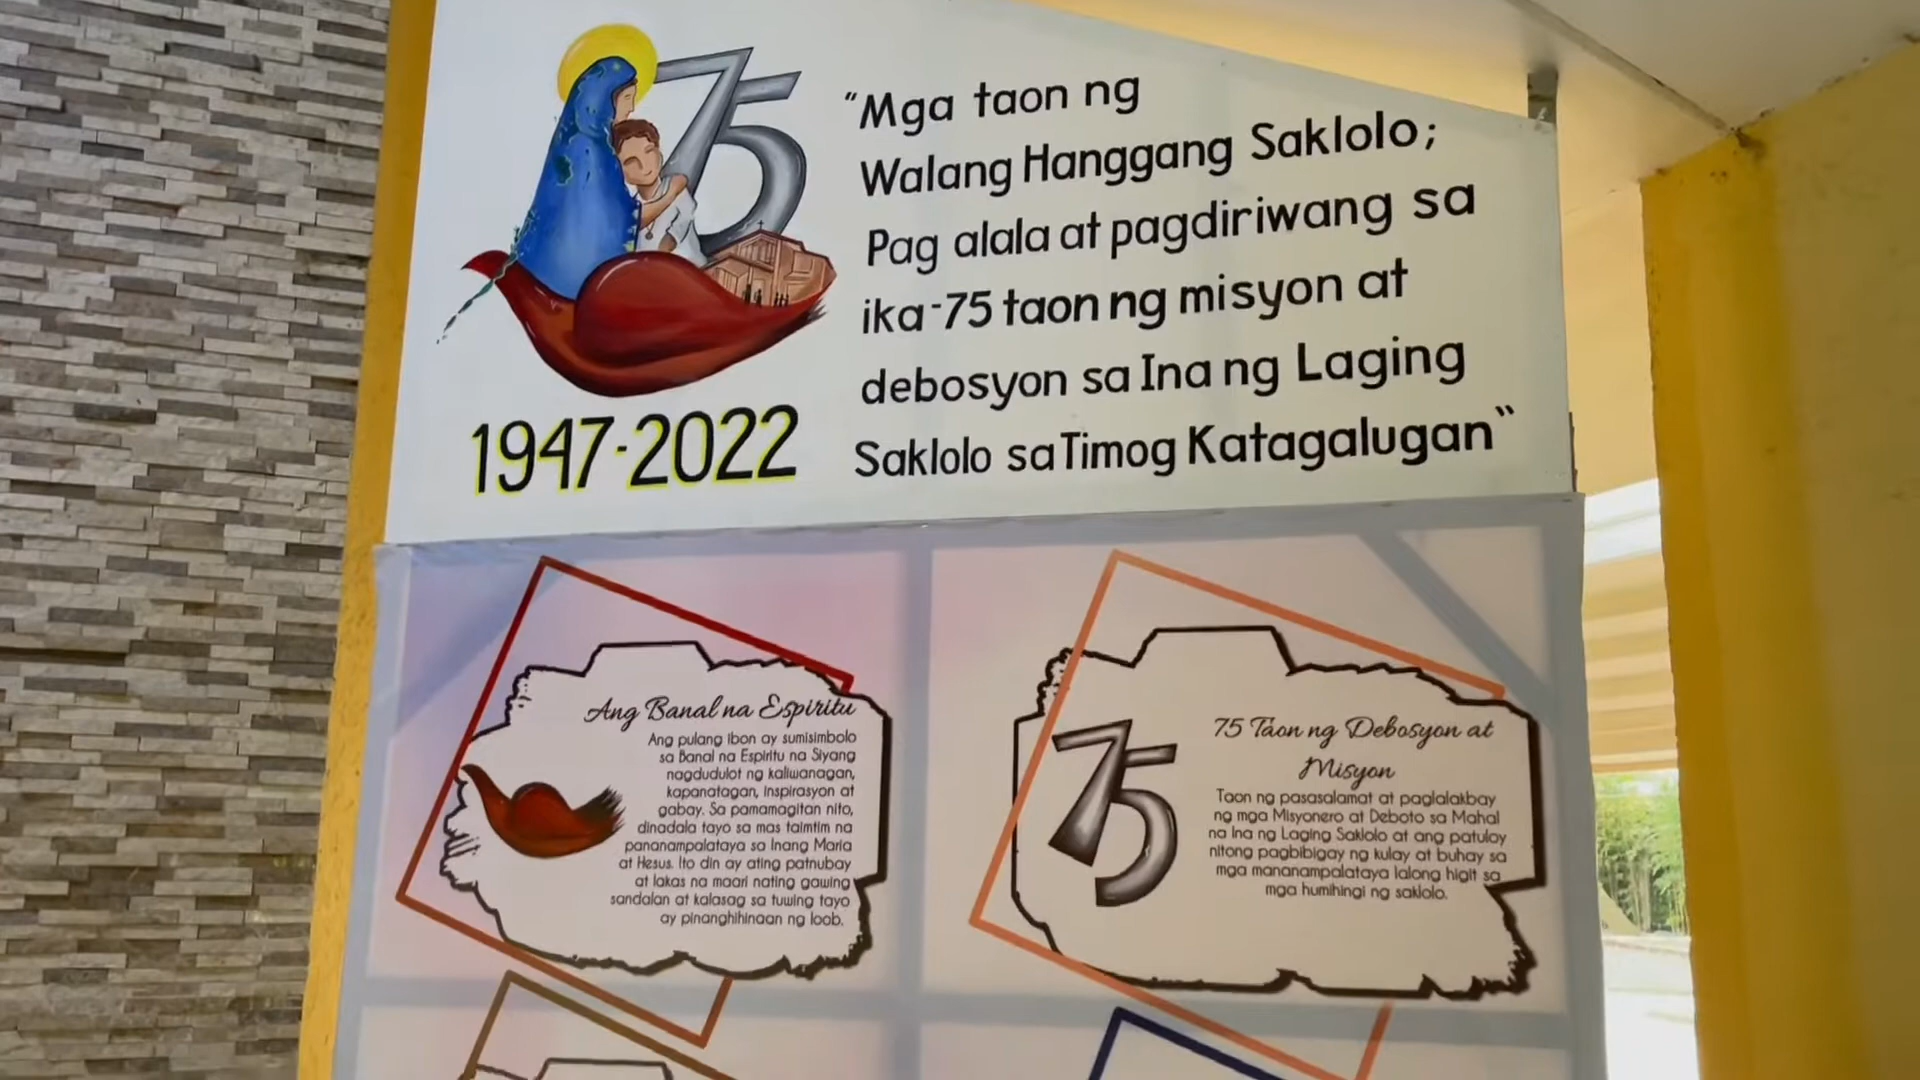 75
"Mga taon ng
Walang Hanggang Saklolo;
Pag alala at pagdiriwang sa
ika-75 taon ng misyon at
debosyon sa Ina ng Laging
Saklolo sa Timog Katagalugan"
1947-2022
Ang Banal na Espiritu
Ang pulang ibon ay sumisimbolo
sa Banal na Espiritu na Siyang
nagdudulot ng kaliwanagan,
kapanatagan, inspirasyon at
gabay. Sa pamamagitan nito,
dinadala tayo sa mas taimtim na
pananampalataya sa Inang Maria
at Hesus. Ito din ay ating patnubay
at lakas na maari nating gawing
sandalan at kalasag sa tuwing tayo
ay pinanghihinaan ng loob.
75
75 Taon ng Debosyon at
Misyon
Taon ng pasasalamat at paglalakbay
ng mga Misyonero at Deboto sa Mahal
na Ina ng Laging Saklolo at ang patuloy
nitong pagbibigay ng kulay at buhay sa
mga mananampalataya lalong higit sa
mga humihingi ng saklolo.